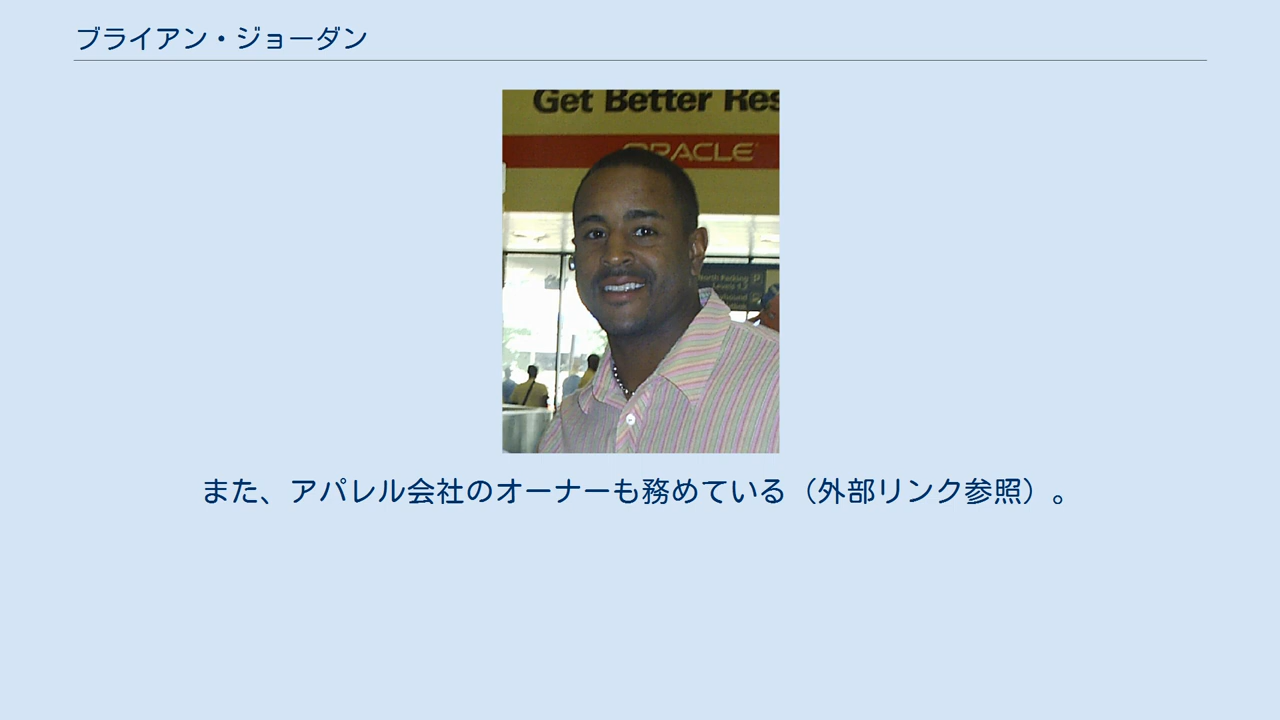 ブライアン・ジョーダン
Get Better Res
ORACLE
North Parking
また、アパレル会社のオーナーも務めている（外部リンク参照）。